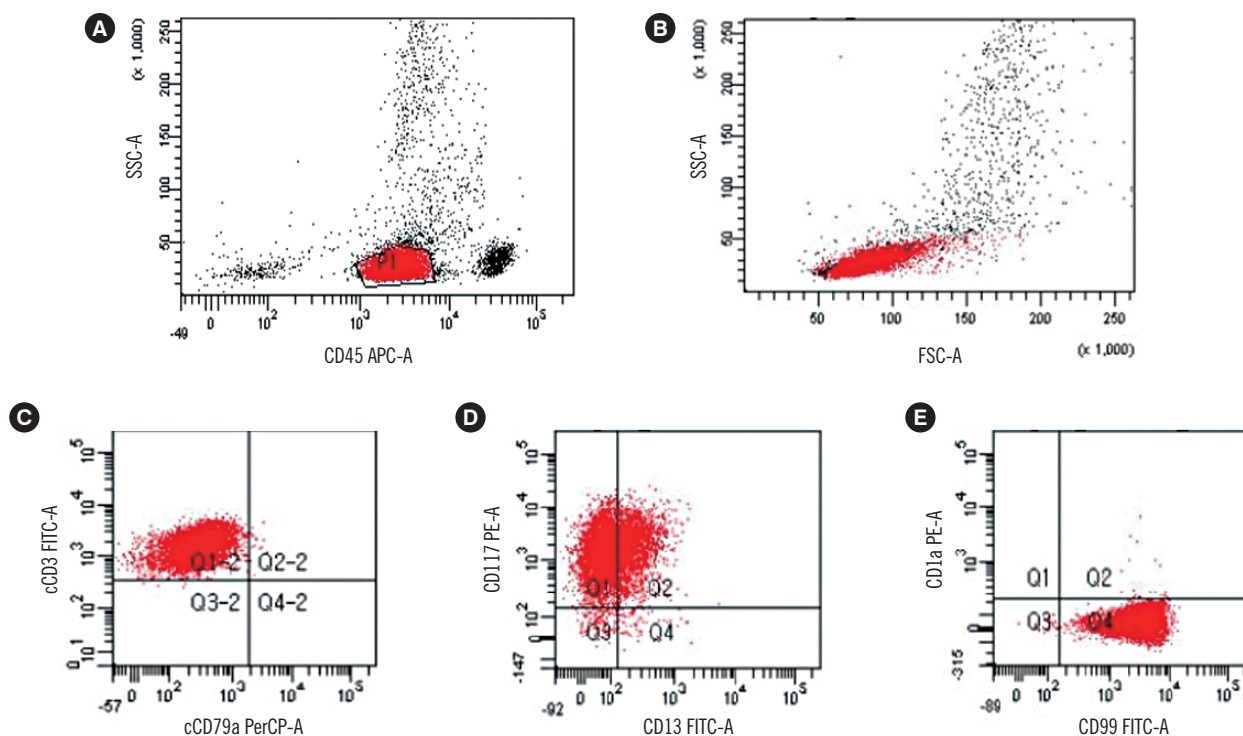 A
(x 1,000)
250
200
150
100
50
SSC-A
P1
-49 0 10² 10³ 10⁴ 10⁵
CD45 APC-A
B
(x 1,000)
250
200
150
100
50
SSC-A
50 100 150 200 250
FSC-A (x 1,000)
C
10⁵
10⁴
10³
10²
0 1
cCD3 FITC-A
Q1-2 Q2-2
Q3-2 Q4-2
-57 10² 10³ 10⁴ 10⁵
cCD79a PerCP-A
D
10⁵
10⁴
10³
10²
0
-147
CD117 PE-A
Q1 Q2
Q3 Q4
-92 0 10² 10³ 10⁴ 10⁵
CD13 FITC-A
E
10⁵
10⁴
10³
0
-315
CD1a PE-A
Q1 Q2
Q3 Q4
-89 0 10² 10³ 10⁴ 10⁵
CD99 FITC-A